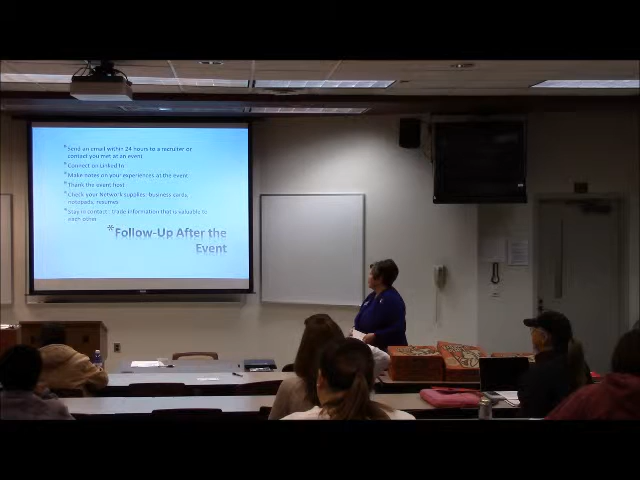 *Send an email within 24 hours to a recruiter or
contact you met at an event
*Connect on Linked In
*Make notes on your experiences at the event
*Thank the event host
*Check your Network supplies- business cards,
notepads, resumes
*Stay in contact - trade information that is valuable to
each other
*Follow-Up After the
Event